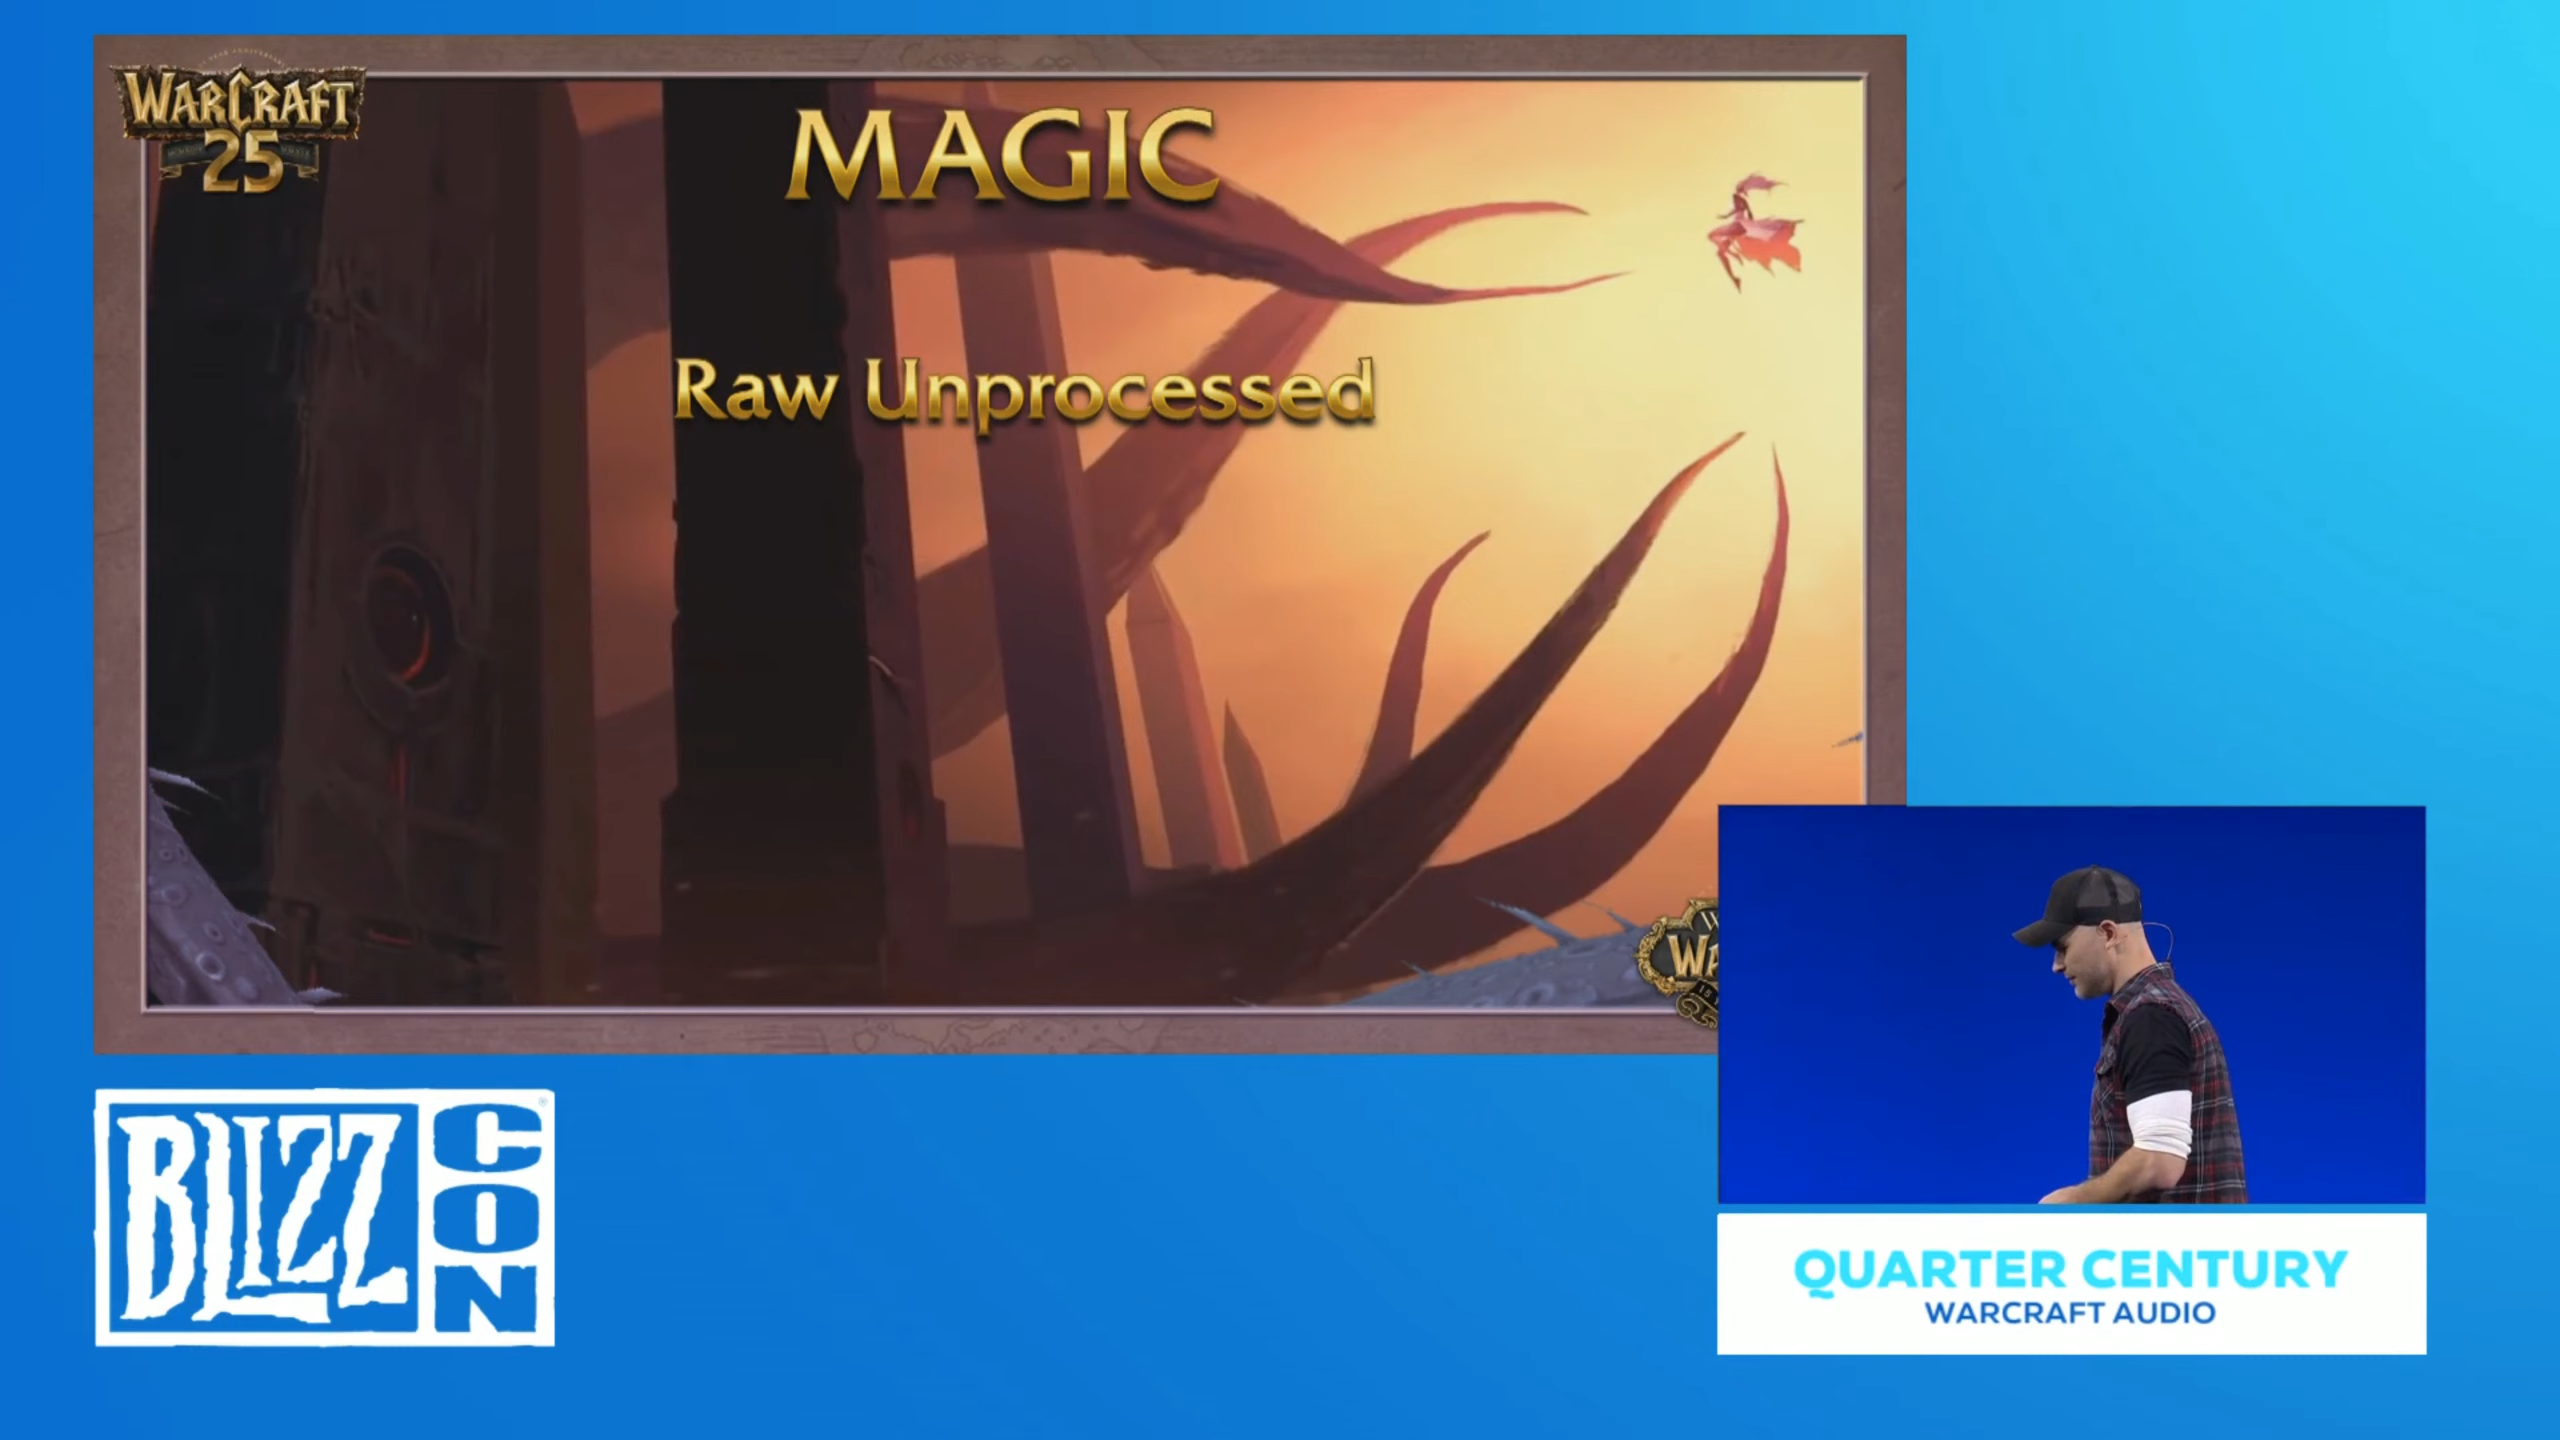 WARCRAFT
25
MAGIC
Raw Unprocessed
BLIZZ
CON
QUARTER CENTURY
WARCRAFT AUDIO